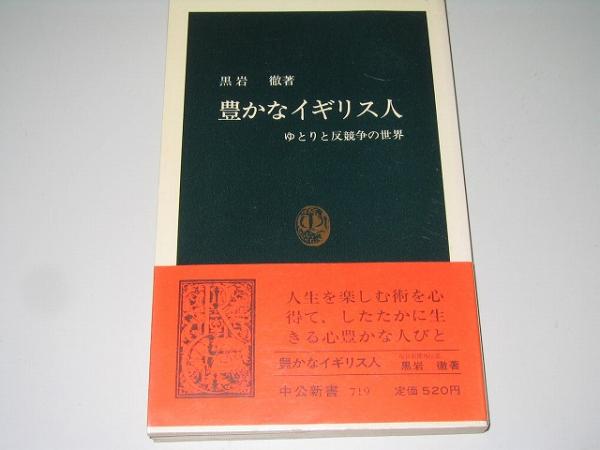 黒岩 徹著
豊かなイギリス人
ゆとりと反競争の世界
人生を楽しむ術を心
得て、したたかに生
きる心豊かな人びと
豊かなイギリス人
黒岩 徹著
中公新書 719 定価 520円